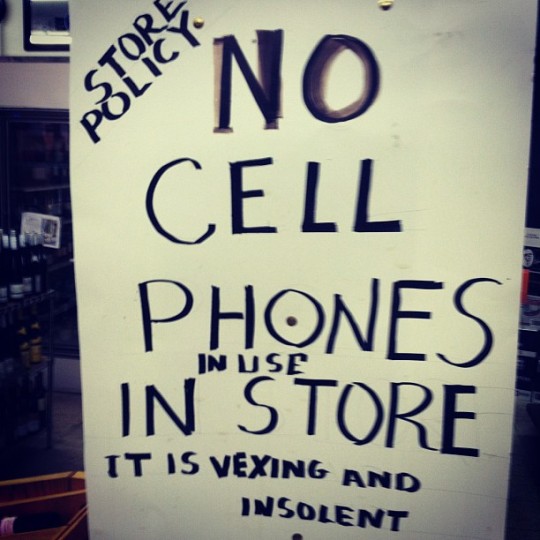 STORE
POLICY
NO
CELL
PHONES
IN USE
IN STORE
IT IS VEXING AND
INSOLENT